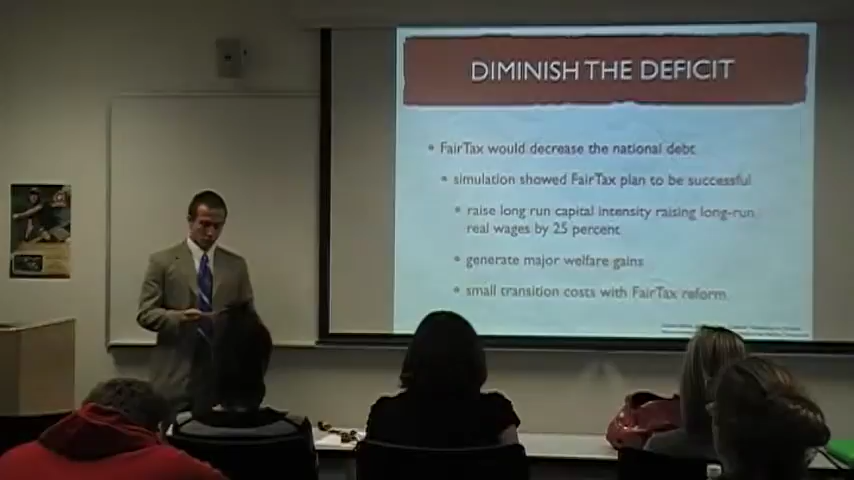 DIMINISH THE DEFICIT
• FairTax would decrease the national debt
• simulation showed FairTax plan to be successful
• raise long run capital intensity raising long-run
real wages by 25 percent
• generate major welfare gains
• small transition costs with FairTax reform